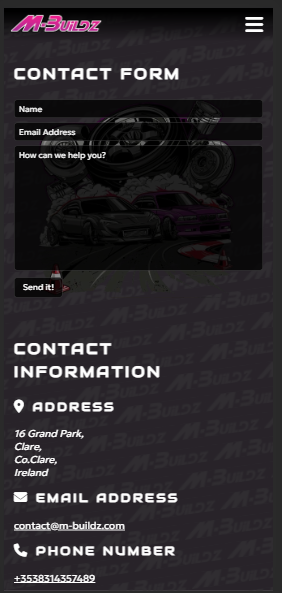 M-Buildz
CONTACT FORM
Name
Email Address
How can we help you?
Send it!
CONTACT
INFORMATION
ADDRESS
16 Grand Park,
Clare,
Co.Clare,
Ireland
EMAIL ADDRESS
contact@m-buildz.com
PHONE NUMBER
+3538314357489